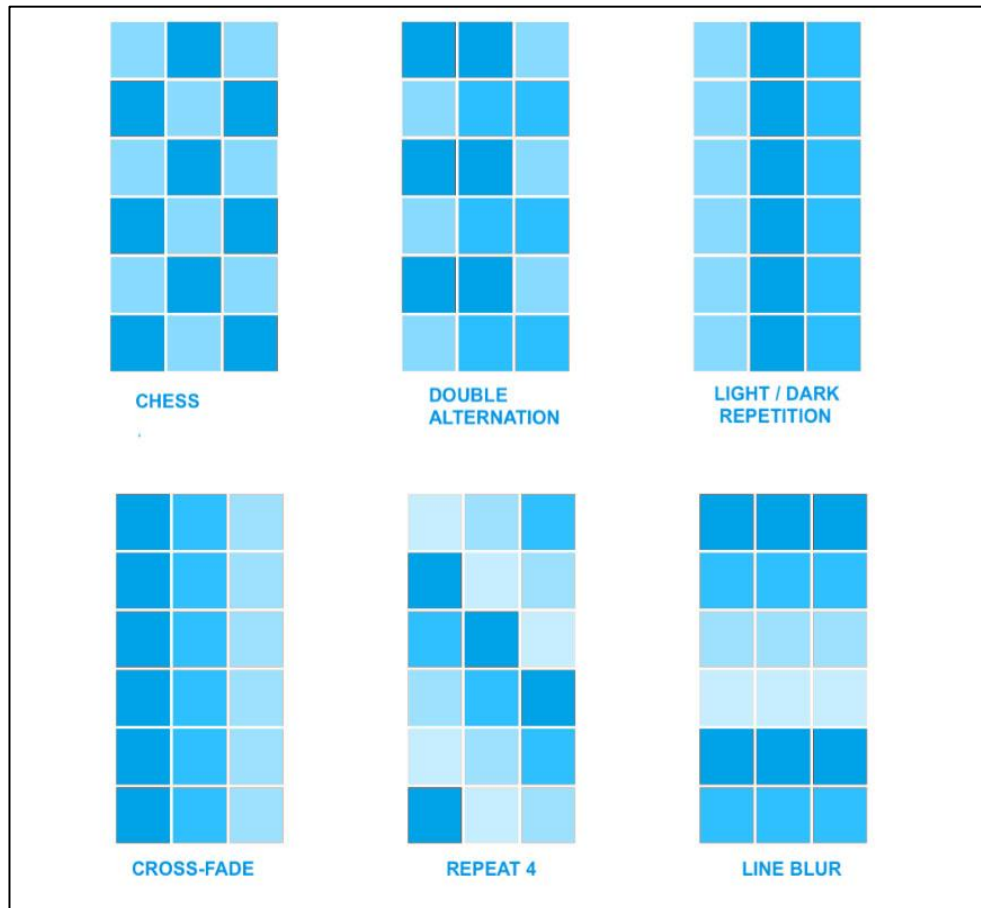 CHESS
DOUBLE
ALTERNATION
LIGHT / DARK
REPETITION
CROSS-FADE
REPEAT 4
LINE BLUR